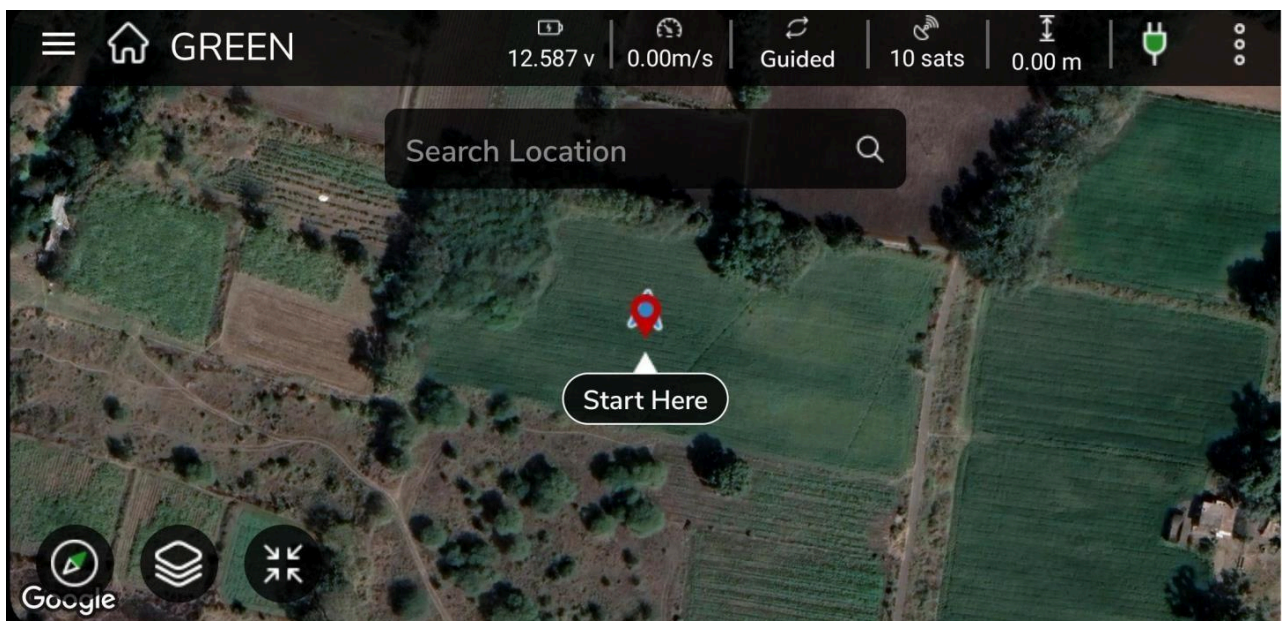 GREEN
12.587 v
0.00m/s
Guided
10 sats
0.00 m
Search Location
Start Here
Google